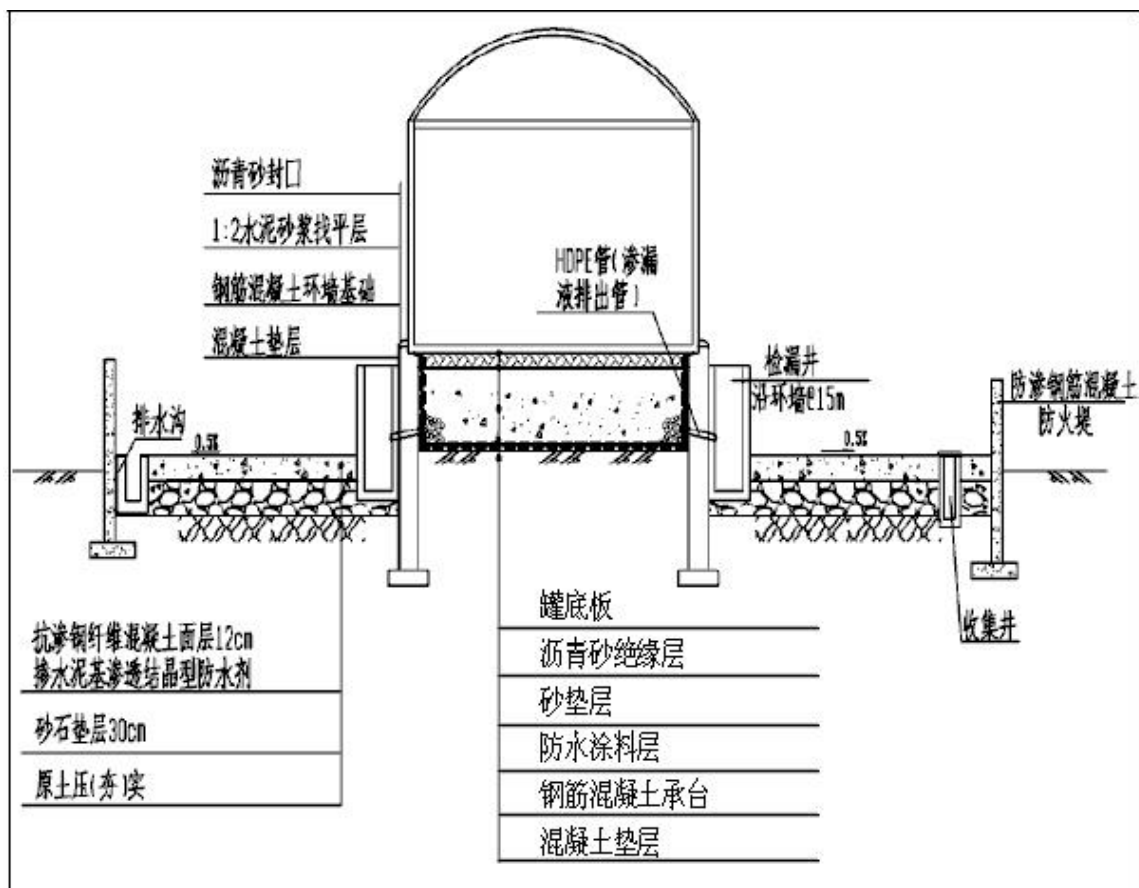 沥青砂封口
1:2水泥砂浆找平层
钢筋混凝土环墙基础
混凝土垫层
HDPE管(渗漏
液排出管)
检漏井
沿环墙@15m
防渗钢筋混凝土
防火堤
排水沟
0.5%
0.5%
收集井
抗渗钢纤维混凝土面层12cm
掺水泥基渗透结晶型防水剂
砂石垫层30cm
原土压(夯)实
罐底板
沥青砂绝缘层
砂垫层
防水涂料层
钢筋混凝土承台
混凝土垫层